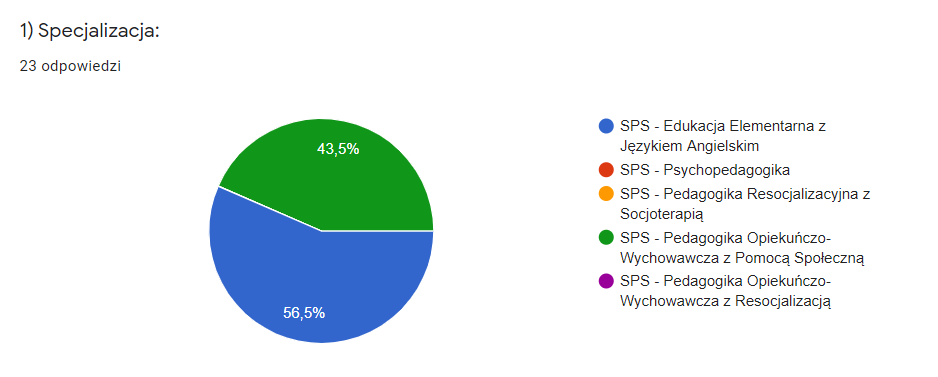 1) Specjalizacja:
23 odpowiedzi
43,5%
56,5%
SPS - Edukacja Elementarna z
Językiem Angielskim
SPS - Psychopedagogika
SPS - Pedagogika Resocjalizacyjna z
Socjoterapią
SPS - Pedagogika Opiekuńczo-
Wychowawcza z Pomocą Społeczną
SPS - Pedagogika Opiekuńczo-
Wychowawcza z Resocjalizacją